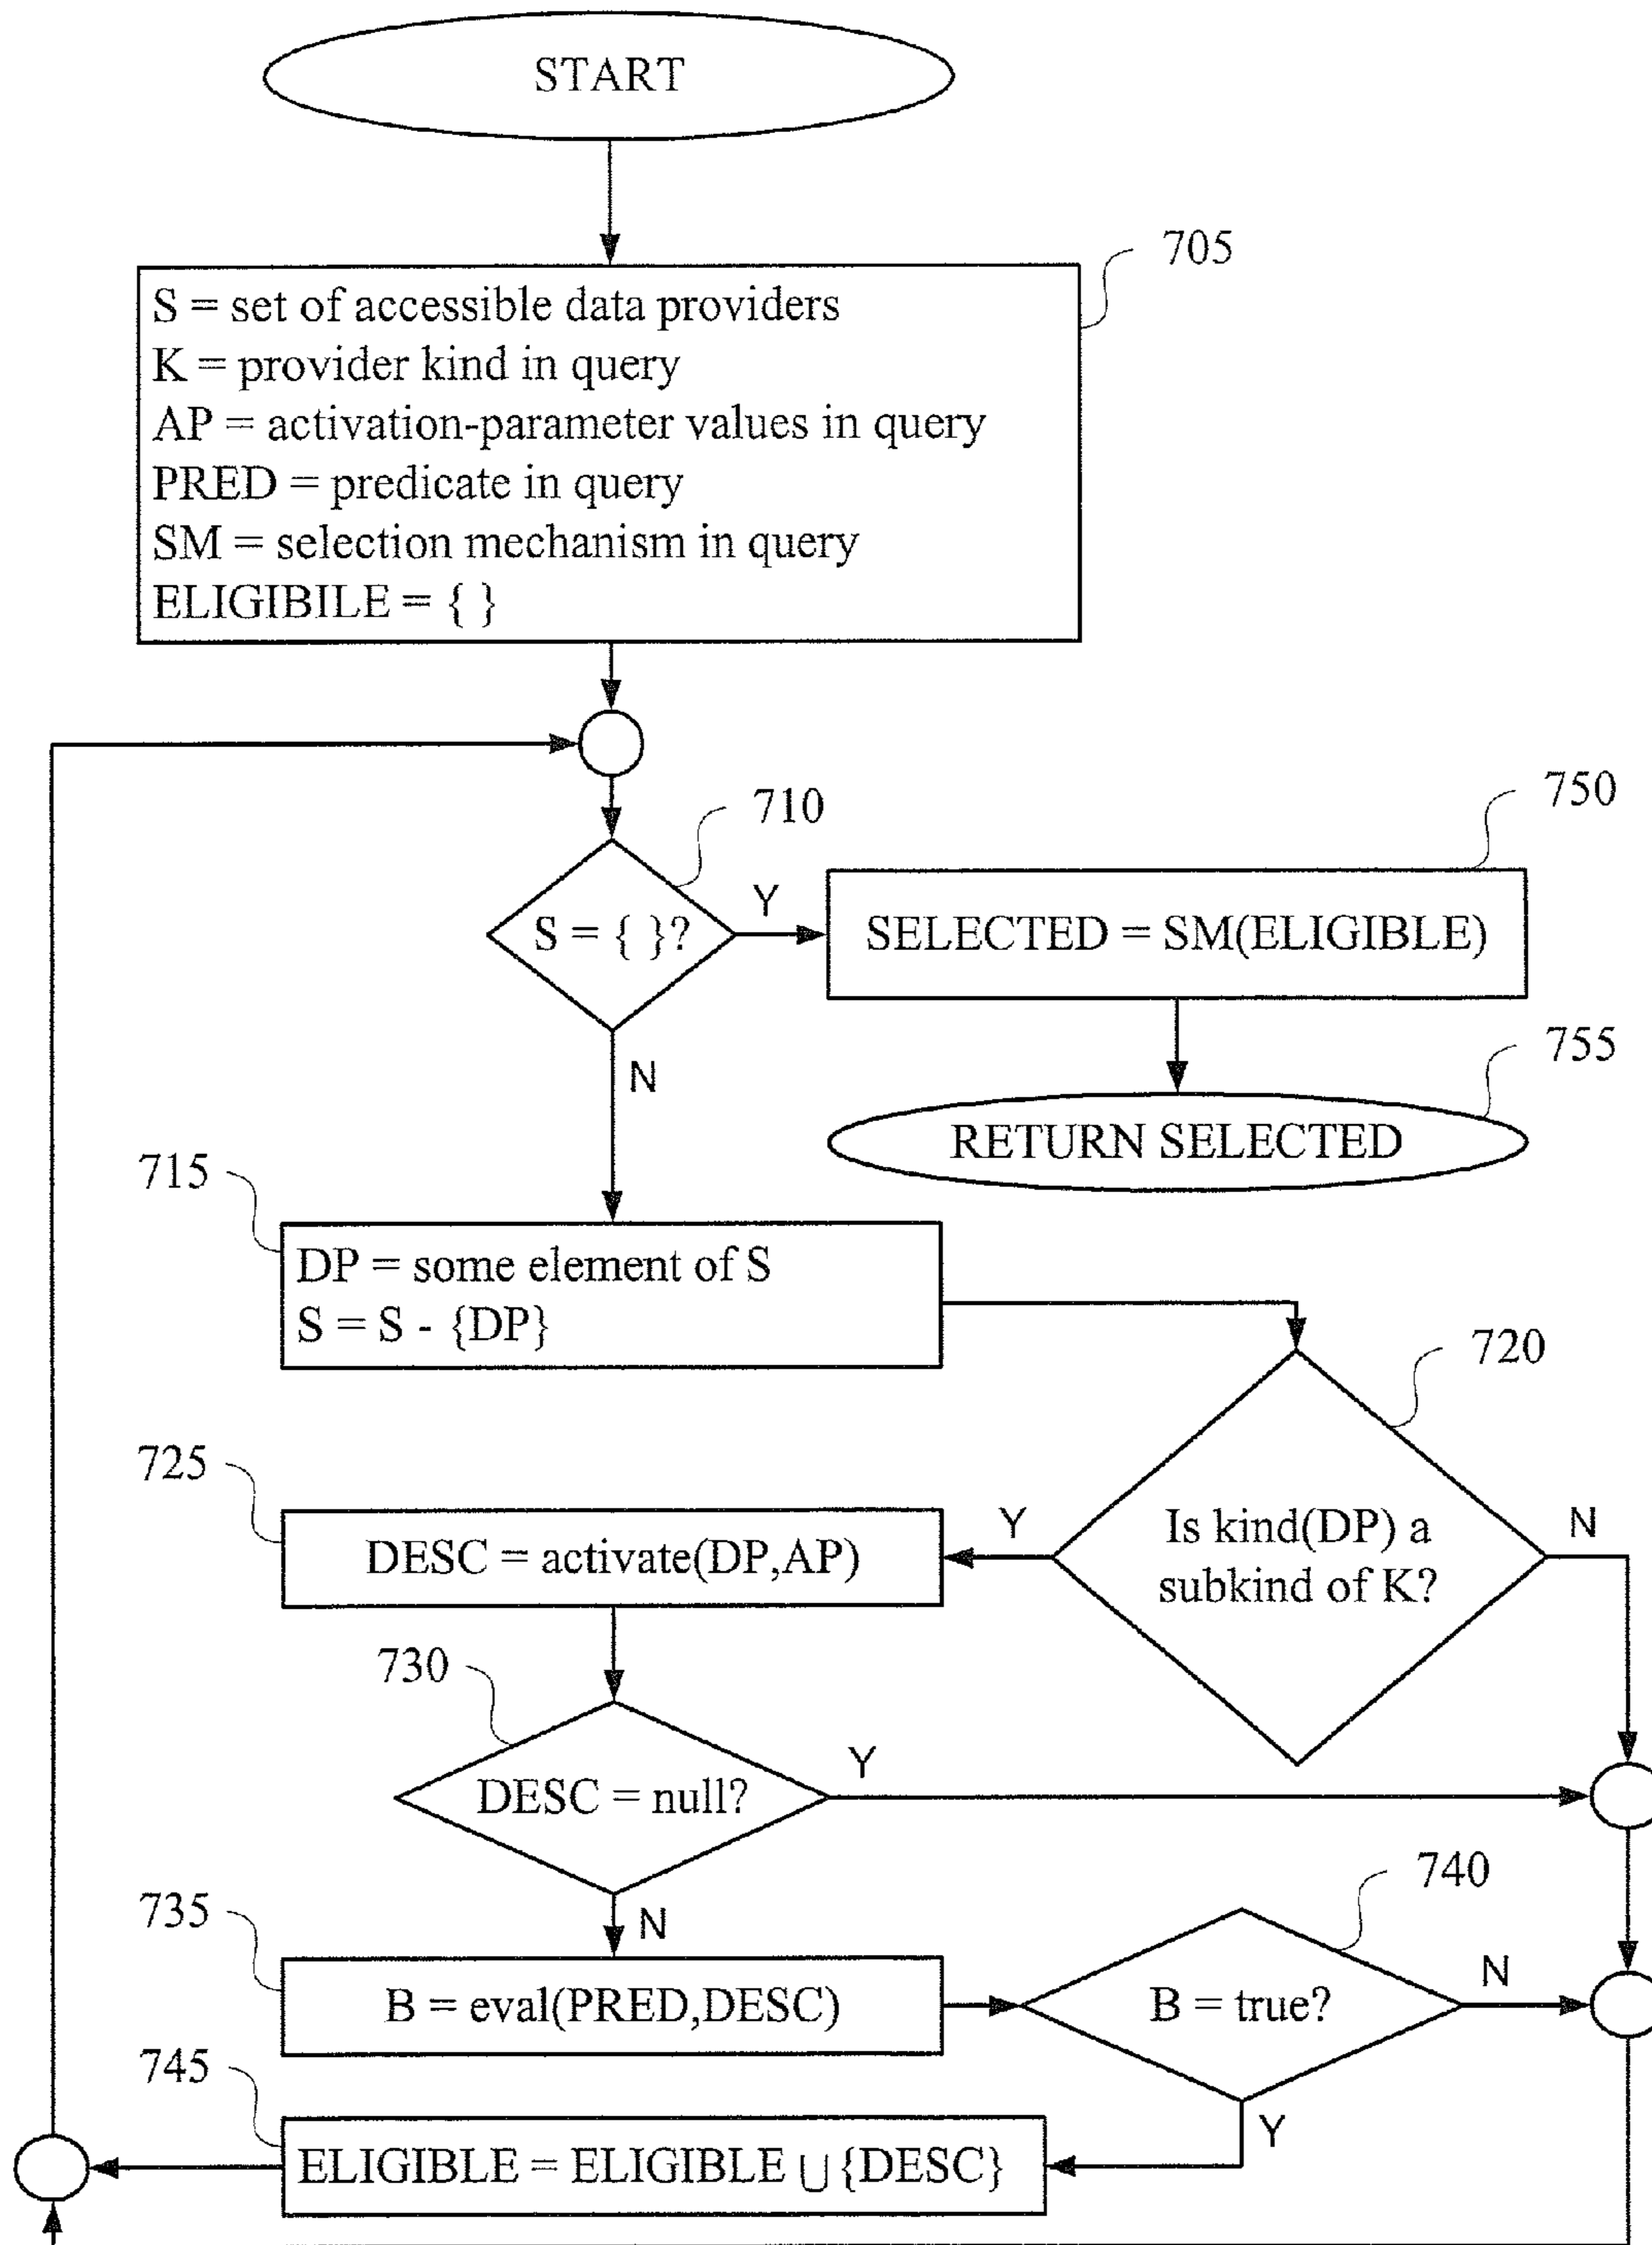 START
705
S = set of accessible data providers
K = provider kind in query
AP = activation-parameter values in query
PRED = predicate in query
SM = selection mechanism in query
ELIGIBILE = { }
710
S = { }?
Y
N
750
SELECTED = SM(ELIGIBLE)
755
RETURN SELECTED
715
DP = some element of S
S = S - {DP}
720
Is kind(DP) a
subkind of K?
Y
N
725
DESC = activate(DP,AP)
730
DESC = null?
Y
N
735
B = eval(PRED,DESC)
740
B = true?
N
Y
745
ELIGIBLE = ELIGIBLE ∪ {DESC}